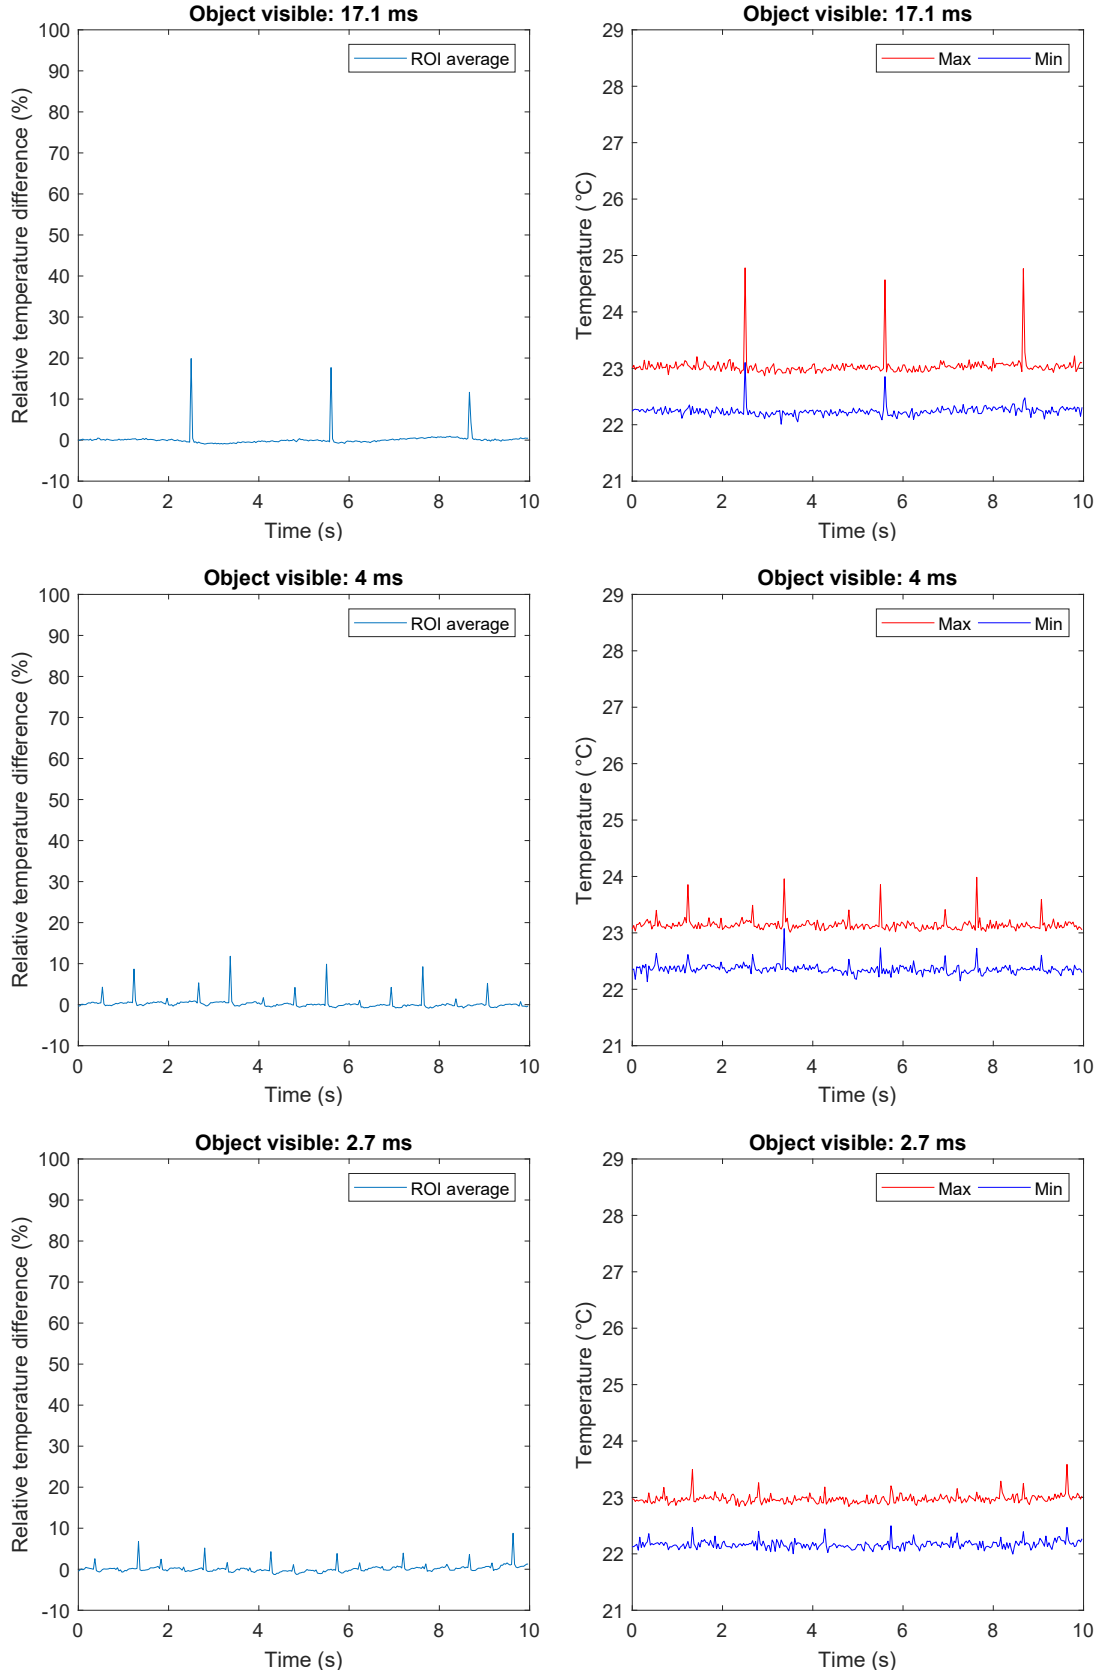 Object visible: 17.1 ms
Relative temperature difference (%)
100
90
80
70
60
50
40
30
20
10
0
-10
ROI average
0 2 4 6 8 10
Time (s)
Object visible: 17.1 ms
Temperature (°C)
29
28
27
26
25
24
23
22
21
Max Min
0 2 4 6 8 10
Time (s)
Object visible: 4 ms
Relative temperature difference (%)
100
90
80
70
60
50
40
30
20
10
0
-10
ROI average
0 2 4 6 8 10
Time (s)
Object visible: 4 ms
Temperature (°C)
29
28
27
26
25
24
23
22
21
Max Min
0 2 4 6 8 10
Time (s)
Object visible: 2.7 ms
Relative temperature difference (%)
100
90
80
70
60
50
40
30
20
10
0
-10
ROI average
0 2 4 6 8 10
Time (s)
Object visible: 2.7 ms
Temperature (°C)
29
28
27
26
25
24
23
22
21
Max Min
0 2 4 6 8 10
Time (s)